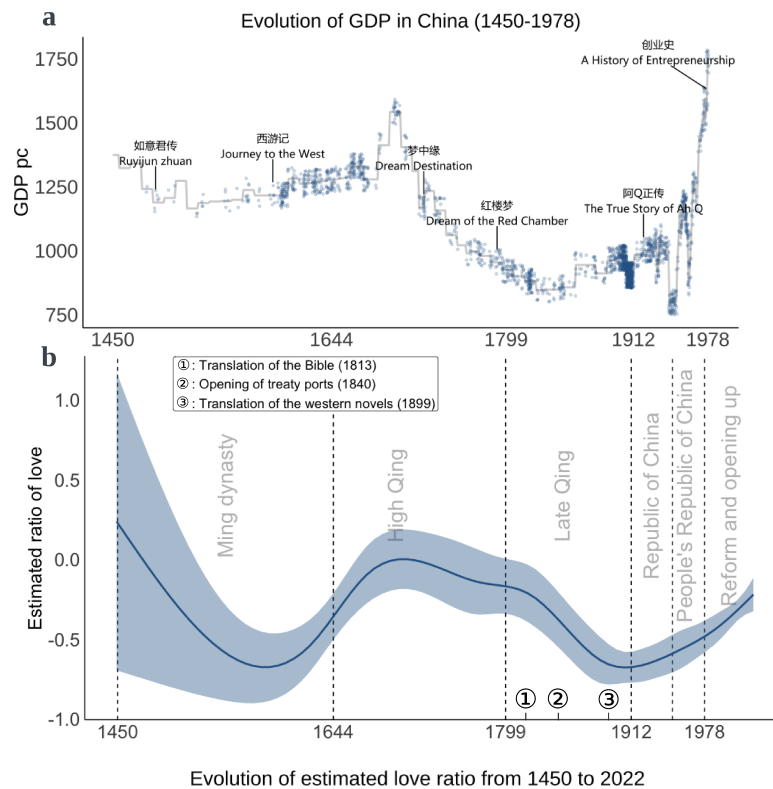 a
Evolution of GDP in China (1450-1978)
GDP pc
1750
1500
1250
1000
750
如意君传
Ruyijun zhuan
西游记
Journey to the West
梦中缘
Dream Destination
红楼梦
Dream of the Red Chamber
阿Q正传
The True Story of Ah Q
创业史
A History of Entrepreneurship
1450
1644
1799
1912
1978
b
①: Translation of the Bible (1813)
②: Opening of treaty ports (1840)
③: Translation of the western novels (1899)
Estimated ratio of love
1.0
0.5
0.0
-0.5
-1.0
Ming dynasty
High Qing
Late Qing
Republic of China
People's Republic of China
Reform and opening up
①
②
③
1450
1644
1799
1912
1978
Evolution of estimated love ratio from 1450 to 2022